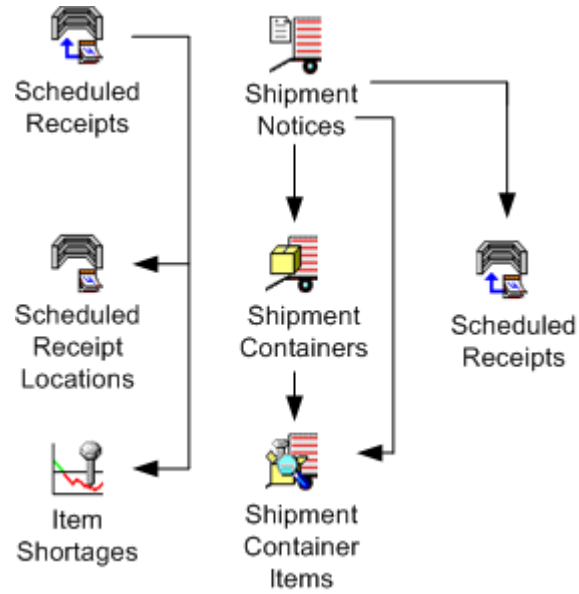 Scheduled
Receipts
Shipment
Notices
Scheduled
Receipt
Locations
Shipment
Containers
Scheduled
Receipts
Item
Shortages
Shipment
Container
Items